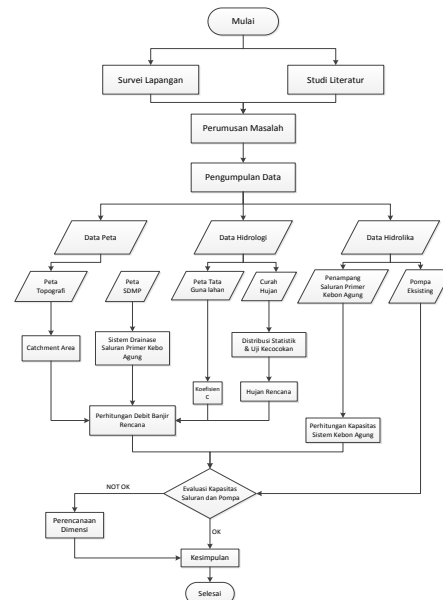 Mulai
Survei Lapangan
Studi Literatur
Perumusan Masalah
Pengumpulan Data
Data Peta
Data Hidrologi
Data Hidrolika
Peta
Topografi
Peta
SDMP
Peta Tata
Guna lahan
Curah
Hujan
Penampang
Saluran Primer
Kebon Agung
Pompa
Eksisting
Catchment Area
Sistem Drainase
Saluran Primer Kebo
Agung
Distribusi Statistik
& Uji Kecocokan
Koefisien
C
Hujan Rencana
Perhitungan Debit Banjir
Rencana
Perhitungan Kapasitas
Sistem Kebon Agung
Evaluasi Kapasitas
Saluran dan Pompa
NOT OK
Perencanaan
Dimensi
OK
Kesimpulan
Selesai